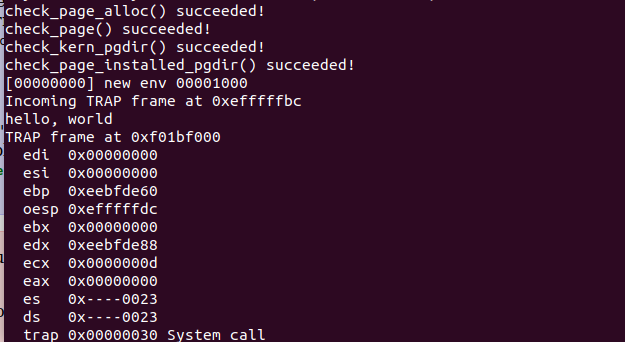 check_page_alloc() succeeded!
check_page() succeeded!
check_kern_pgdir() succeeded!
check_page_installed_pgdir() succeeded!
[00000000] new env 00001000
Incoming TRAP frame at 0xefffffbc
hello, world
TRAP frame at 0xf01bf000
  edi  0x00000000
  esi  0x00000000
  ebp  0xeebfde60
  oesp 0xefffffdc
  ebx  0x00000000
  edx  0xeebfde88
  ecx  0x0000000d
  eax  0x00000000
  es   0x----0023
  ds   0x----0023
  trap 0x00000030 System call